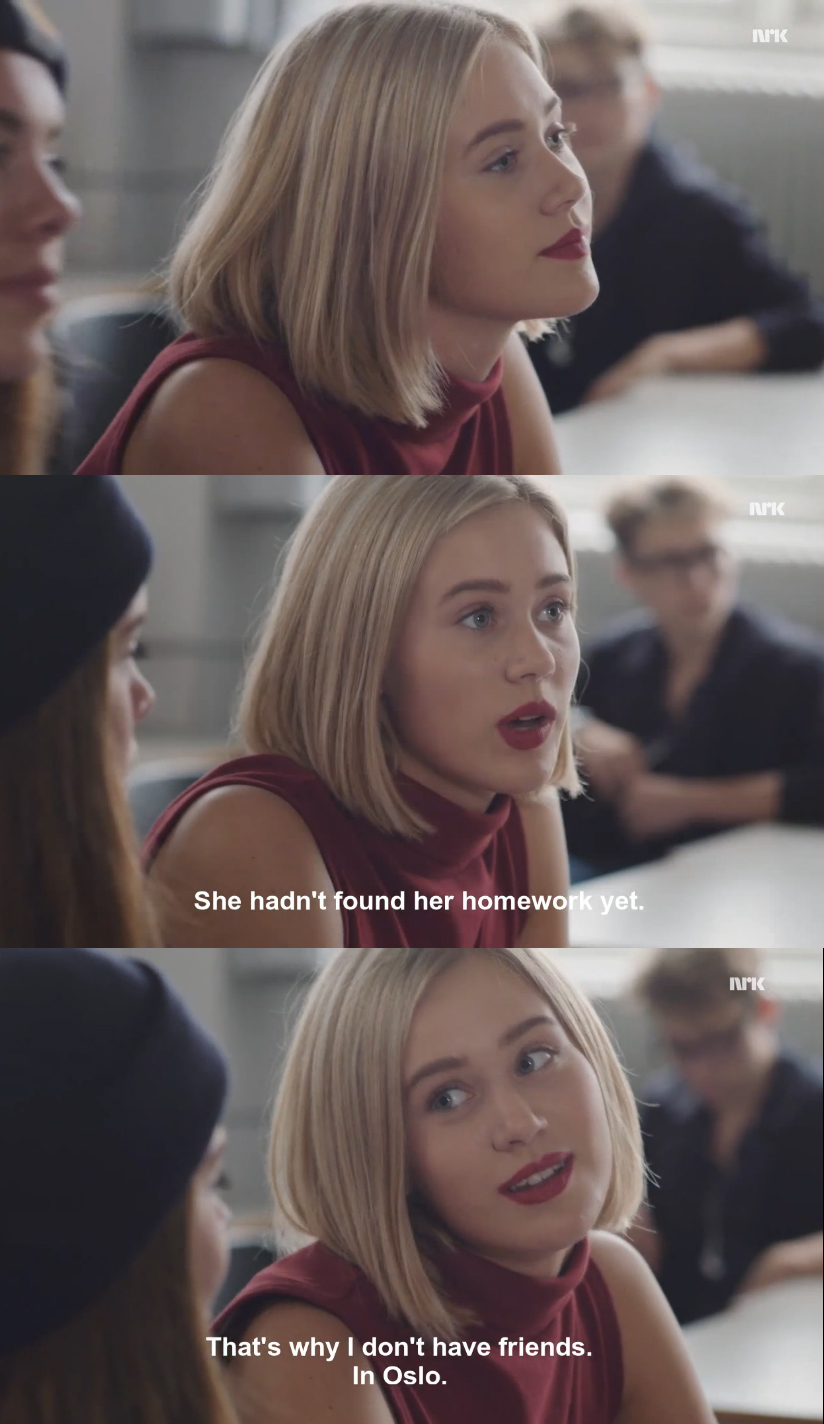 NRK
She hadn't found her homework yet.
NRK
NRK
That's why I don't have friends.
In Oslo.